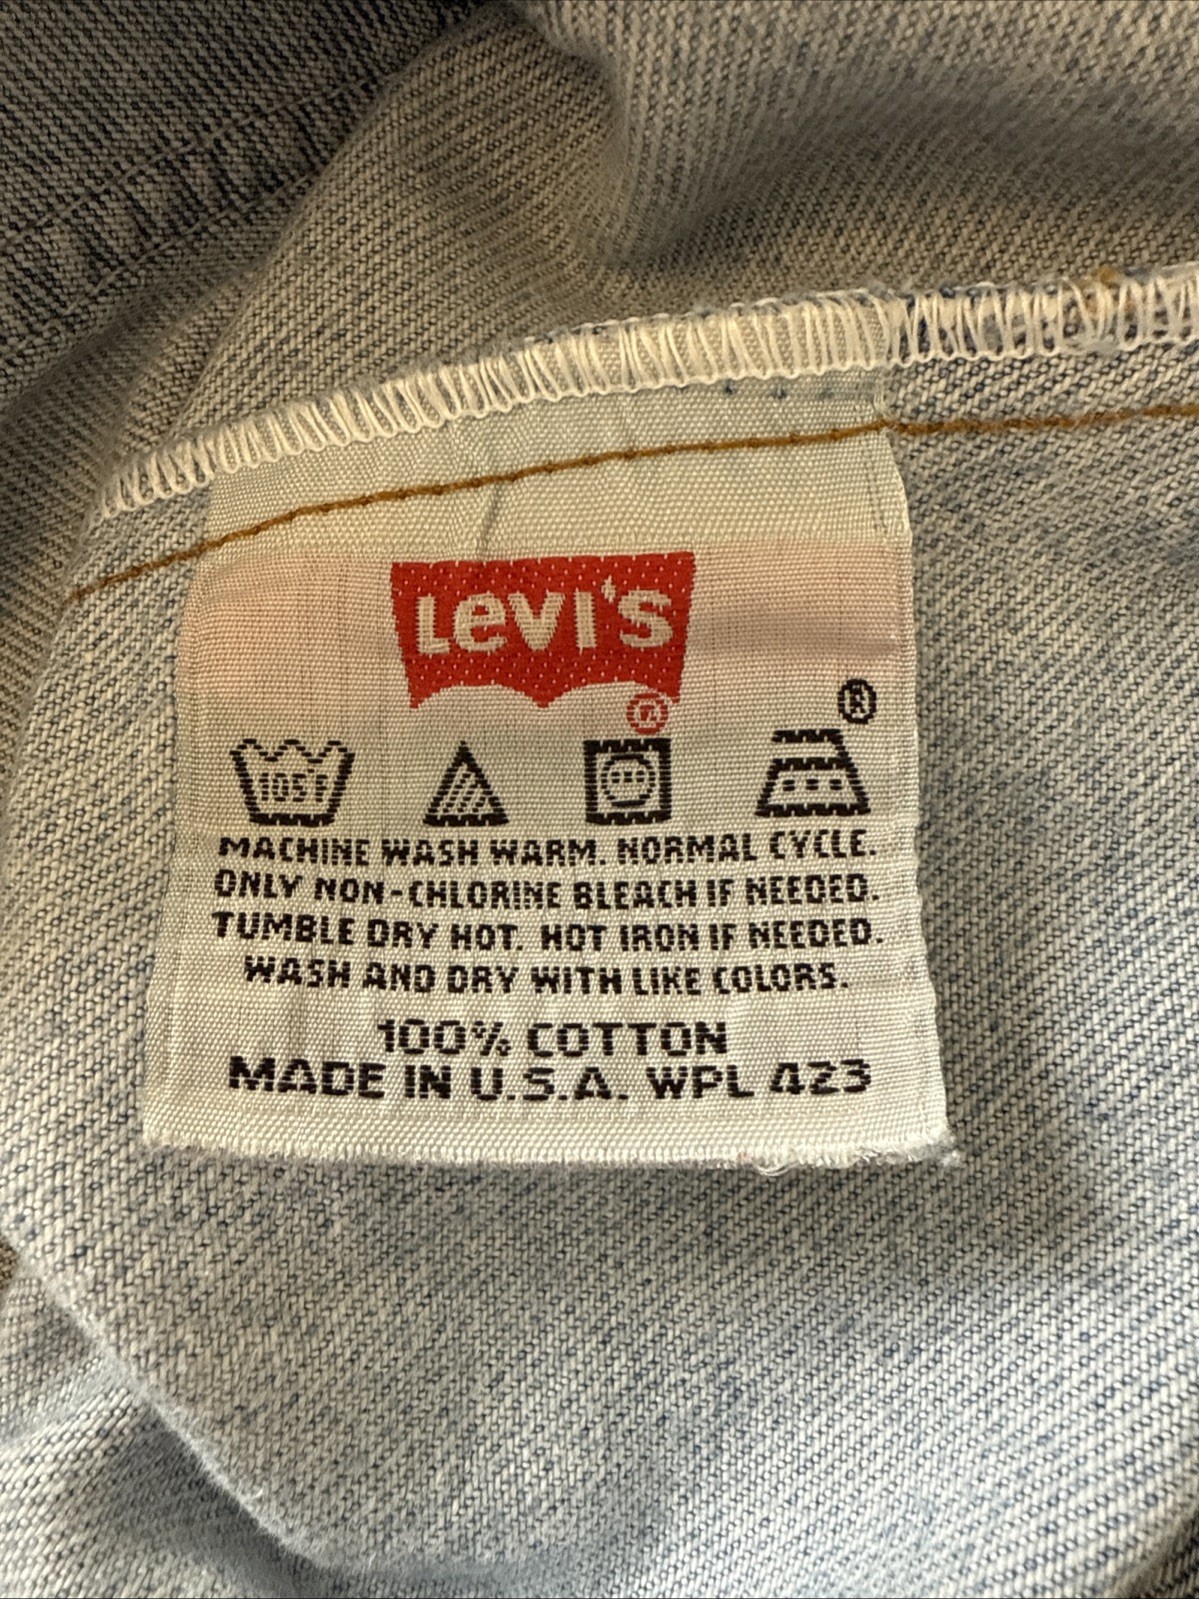 Levi's
®
®
105°F
MACHINE WASH WARM. NORMAL CYCLE.
ONLY NON-CHLORINE BLEACH IF NEEDED.
TUMBLE DRY HOT. HOT IRON IF NEEDED.
WASH AND DRY WITH LIKE COLORS.
100% COTTON
MADE IN U.S.A. WPL 423